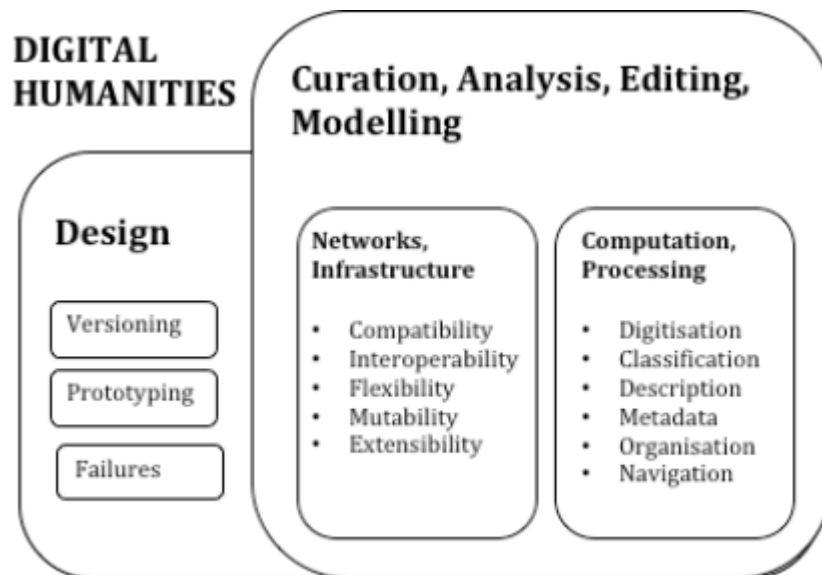 DIGITAL
HUMANITIES
Curation, Analysis, Editing,
Modelling
Design
Versioning
Prototyping
Failures
Networks,
Infrastructure
• Compatibility
• Interoperability
• Flexibility
• Mutability
• Extensibility
Computation,
Processing
• Digitisation
• Classification
• Description
• Metadata
• Organisation
• Navigation